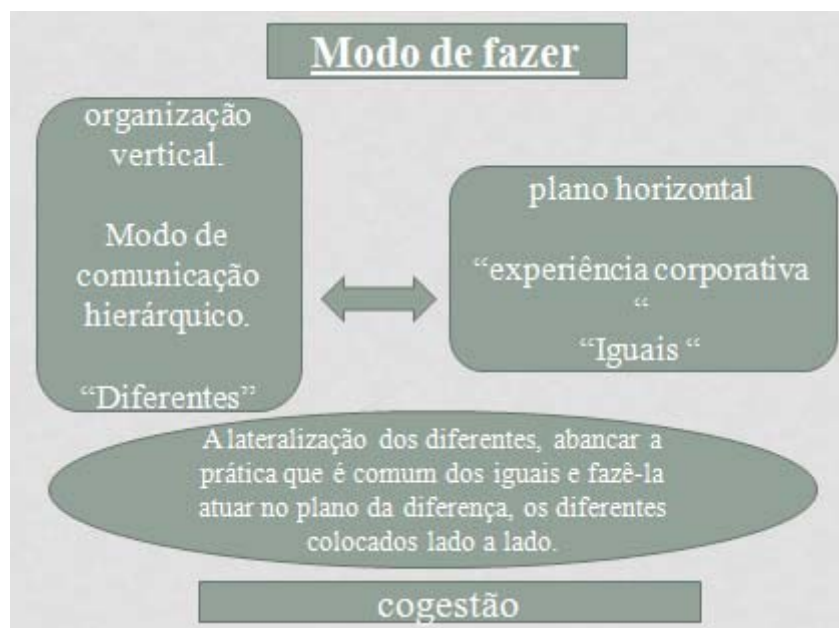 Modo de fazer
organização
vertical.
Modo de
comunicação
hierárquico.
“Diferentes”
plano horizontal
“experiência corporativa
“
“Iguais “
A lateralização dos diferentes, abancar a
prática que é comum dos iguais e fazê-la
atuar no plano da diferença, os diferentes
colocados lado a lado.
cogestão